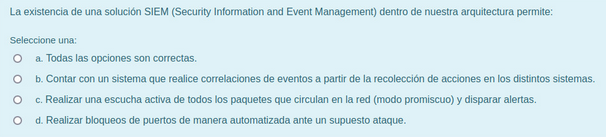 La existencia de una solución SIEM (Security Information and Event Management) dentro de nuestra arquitectura permite:
Seleccione una:
a. Todas las opciones son correctas.
b. Contar con un sistema que realice correlaciones de eventos a partir de la recolección de acciones en los distintos sistemas.
c. Realizar una escucha activa de todos los paquetes que circulan en la red (modo promiscuo) y disparar alertas.
d. Realizar bloqueos de puertos de manera automatizada ante un supuesto ataque.